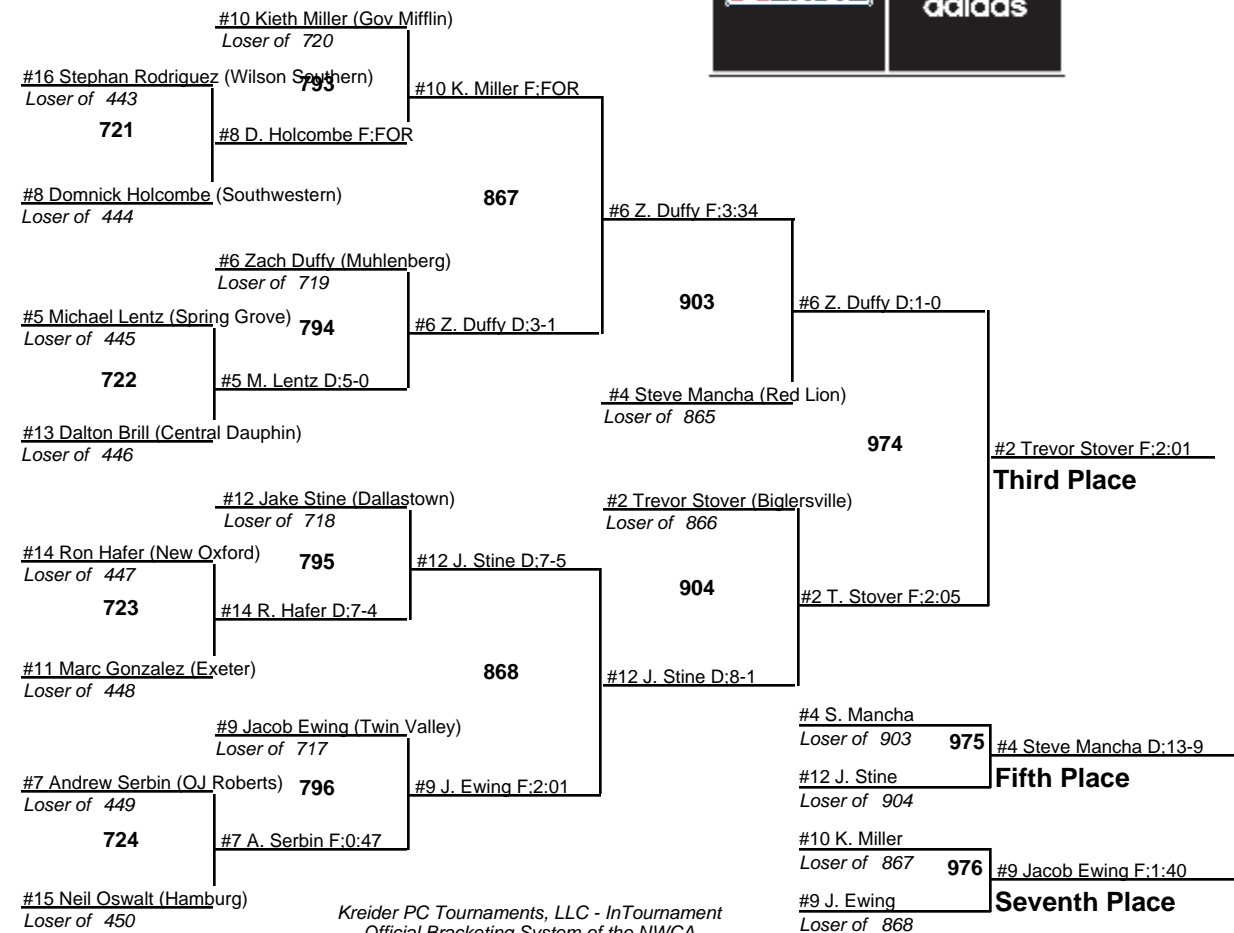 adidas
#10 Kieth Miller (Gov Mifflin)
Loser of 720
#16 Stephan Rodriguez (Wilson Southern)
Loser of 443
793
#10 K. Miller F;FOR
721
#8 D. Holcombe F;FOR
#8 Domnick Holcombe (Southwestern)
Loser of 444
867
#6 Z. Duffy F;3:34
#6 Zach Duffy (Muhlenberg)
Loser of 719
#5 Michael Lentz (Spring Grove)
Loser of 445
794
#6 Z. Duffy D;3-1
903
#6 Z. Duffy D;1-0
722
#5 M. Lentz D;5-0
#4 Steve Mancha (Red Lion)
Loser of 865
#13 Dalton Brill (Central Dauphin)
Loser of 446
974
#2 Trevor Stover F;2:01
Third Place
#12 Jake Stine (Dallastown)
Loser of 718
#2 Trevor Stover (Biglersville)
Loser of 866
#14 Ron Hafer (New Oxford)
Loser of 447
795
#12 J. Stine D;7-5
904
#2 T. Stover F;2:05
723
#14 R. Hafer D;7-4
#11 Marc Gonzalez (Exeter)
Loser of 448
868
#12 J. Stine D;8-1
#9 Jacob Ewing (Twin Valley)
Loser of 717
#4 S. Mancha
Loser of 903
975
#4 Steve Mancha D;13-9
Fifth Place
#12 J. Stine
Loser of 904
#7 Andrew Serbin (OJ Roberts)
Loser of 449
796
#9 J. Ewing F;2:01
724
#7 A. Serbin F;0:47
#10 K. Miller
Loser of 867
976
#9 Jacob Ewing F;1:40
Seventh Place
#9 J. Ewing
Loser of 868
#15 Neil Oswalt (Hamburg)
Loser of 450
Kreider PC Tournaments, LLC - InTournament
Official Bracketing System of the NWCA